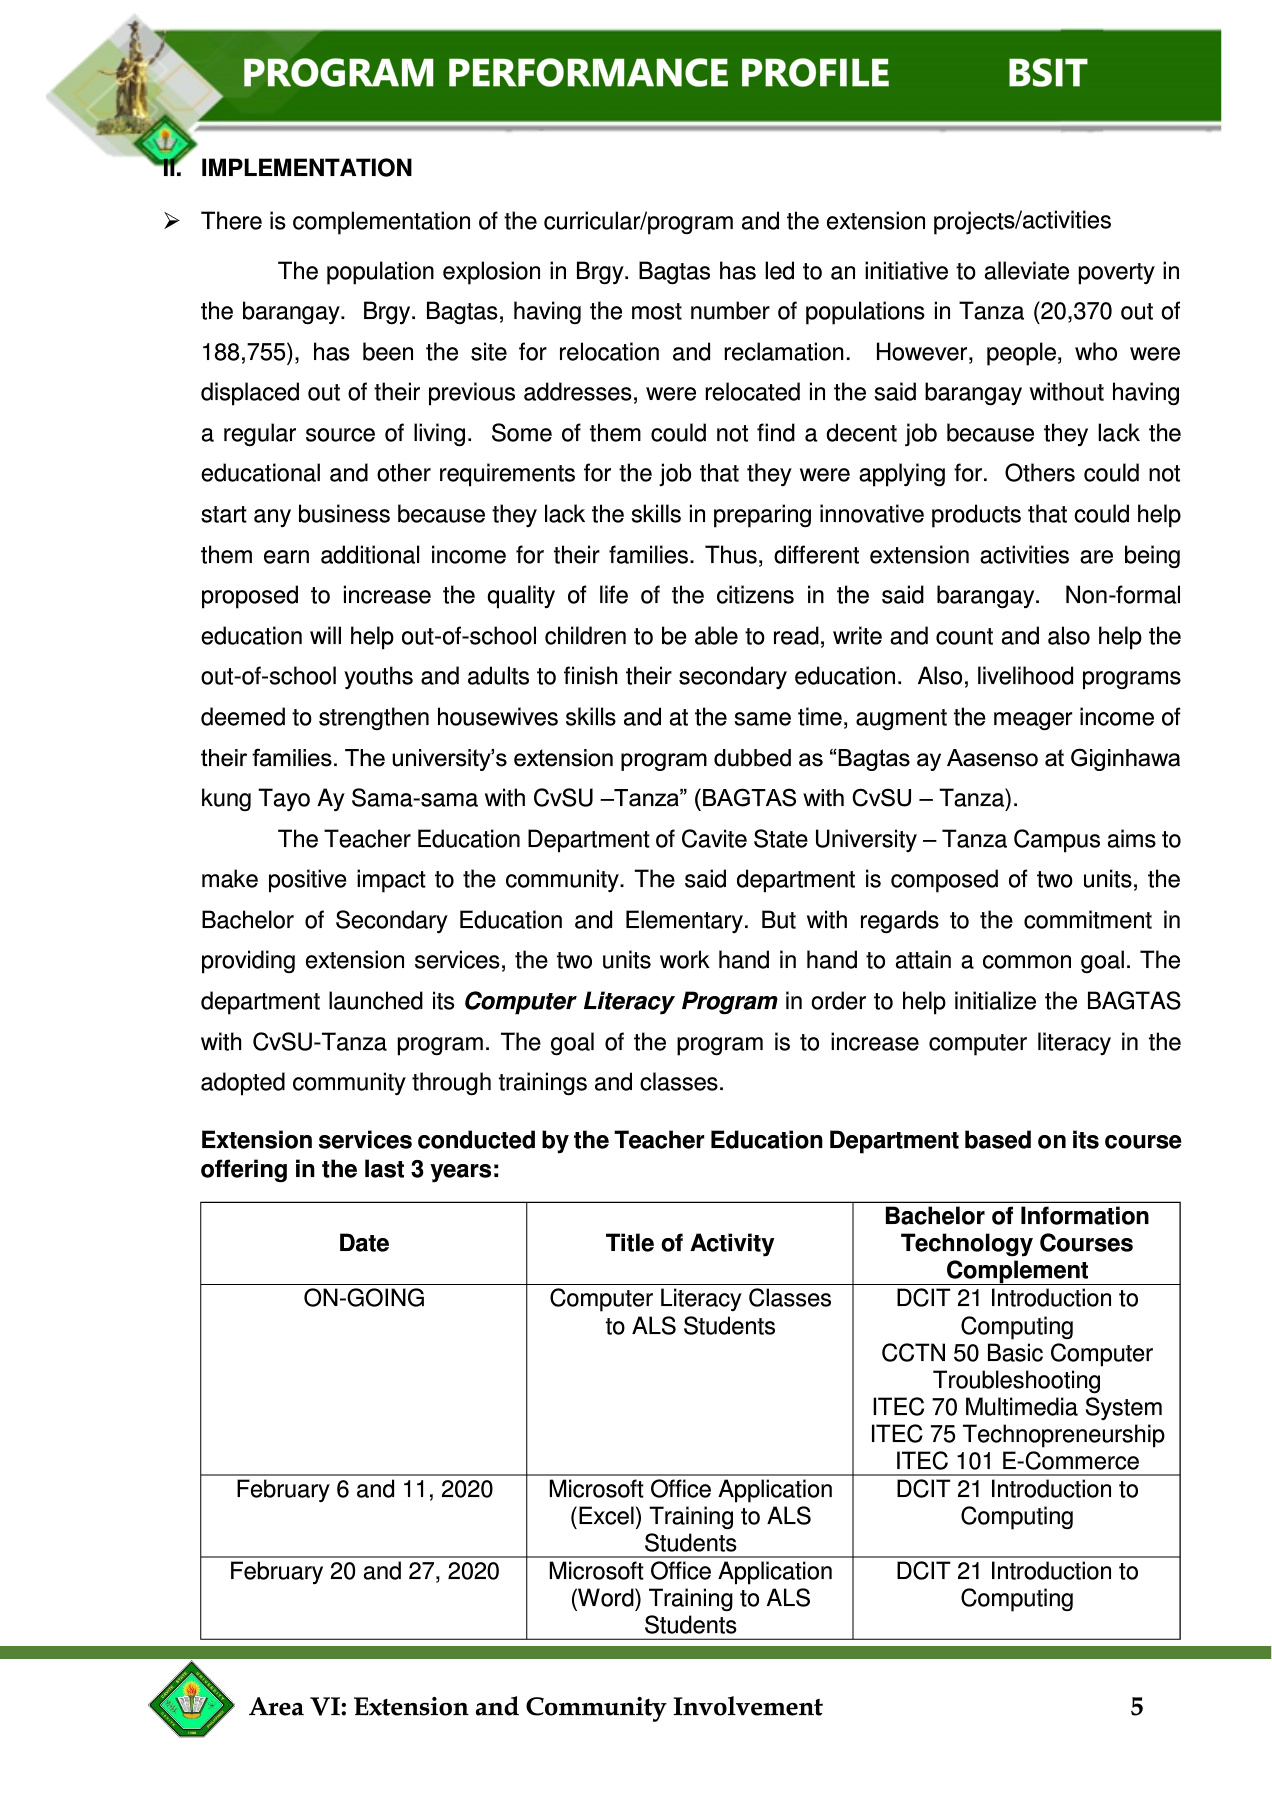 PROGRAM PERFORMANCE PROFILE BSIT
II. IMPLEMENTATION
➢ There is complementation of the curricular/program and the extension projects/activities
The population explosion in Brgy. Bagtas has led to an initiative to alleviate poverty in
the barangay. Brgy. Bagtas, having the most number of populations in Tanza (20,370 out of
188,755), has been the site for relocation and reclamation. However, people, who were
displaced out of their previous addresses, were relocated in the said barangay without having
a regular source of living. Some of them could not find a decent job because they lack the
educational and other requirements for the job that they were applying for. Others could not
start any business because they lack the skills in preparing innovative products that could help
them earn additional income for their families. Thus, different extension activities are being
proposed to increase the quality of life of the citizens in the said barangay. Non-formal
education will help out-of-school children to be able to read, write and count and also help the
out-of-school youths and adults to finish their secondary education. Also, livelihood programs
deemed to strengthen housewives skills and at the same time, augment the meager income of
their families. The university’s extension program dubbed as “Bagtas ay Aasenso at Giginhawa
kung Tayo Ay Sama-sama with CvSU –Tanza” (BAGTAS with CvSU – Tanza).
The Teacher Education Department of Cavite State University – Tanza Campus aims to
make positive impact to the community. The said department is composed of two units, the
Bachelor of Secondary Education and Elementary. But with regards to the commitment in
providing extension services, the two units work hand in hand to attain a common goal. The
department launched its Computer Literacy Program in order to help initialize the BAGTAS
with CvSU-Tanza program. The goal of the program is to increase computer literacy in the
adopted community through trainings and classes.
Extension services conducted by the Teacher Education Department based on its course
offering in the last 3 years:
Date
Title of Activity
Bachelor of Information
Technology Courses
Complement
ON-GOING
Computer Literacy Classes
to ALS Students
DCIT 21 Introduction to
Computing
CCTN 50 Basic Computer
Troubleshooting
ITEC 70 Multimedia System
ITEC 75 Technopreneurship
ITEC 101 E-Commerce
February 6 and 11, 2020
Microsoft Office Application
(Excel) Training to ALS
Students
DCIT 21 Introduction to
Computing
February 20 and 27, 2020
Microsoft Office Application
(Word) Training to ALS
Students
DCIT 21 Introduction to
Computing
Area VI: Extension and Community Involvement 5